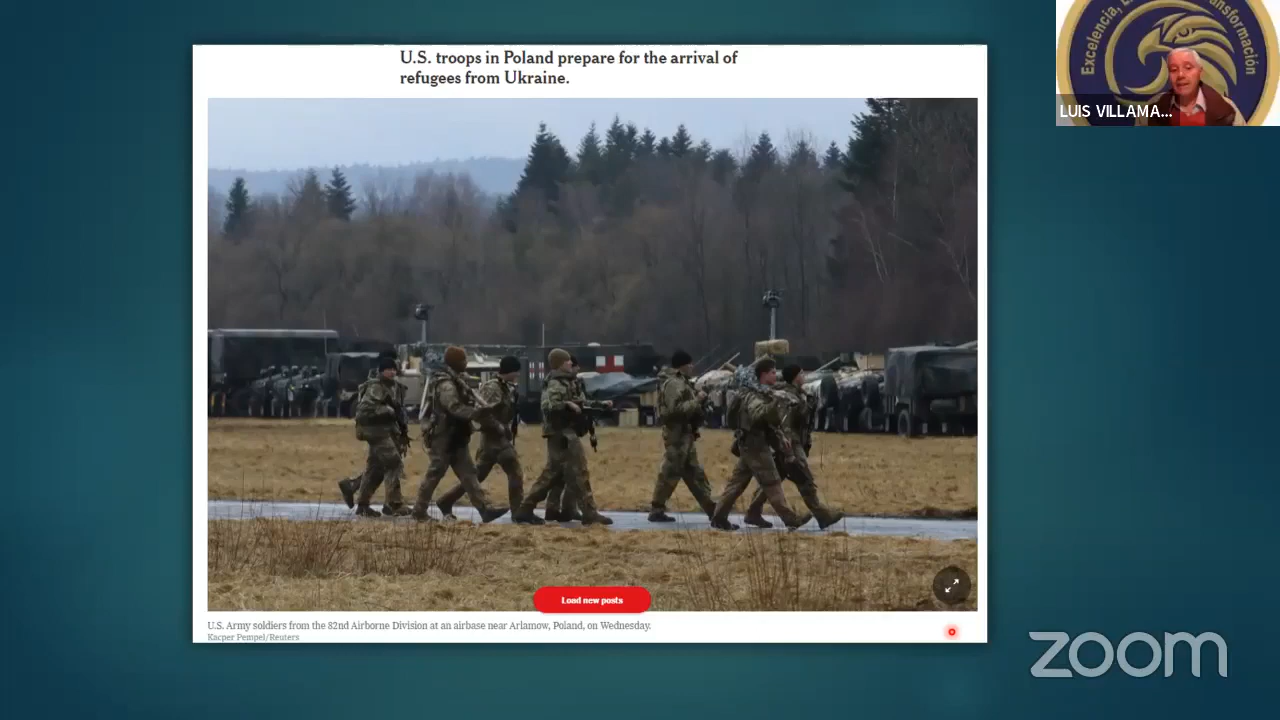 U.S. troops in Poland prepare for the arrival of
refugees from Ukraine.
Load new posts
U.S. Army soldiers from the 82nd Airborne Division at an airbase near Arlamow, Poland, on Wednesday.
Kacper Pempel/Reuters
Excelencia,
LUIS VILLAMA...
zoom